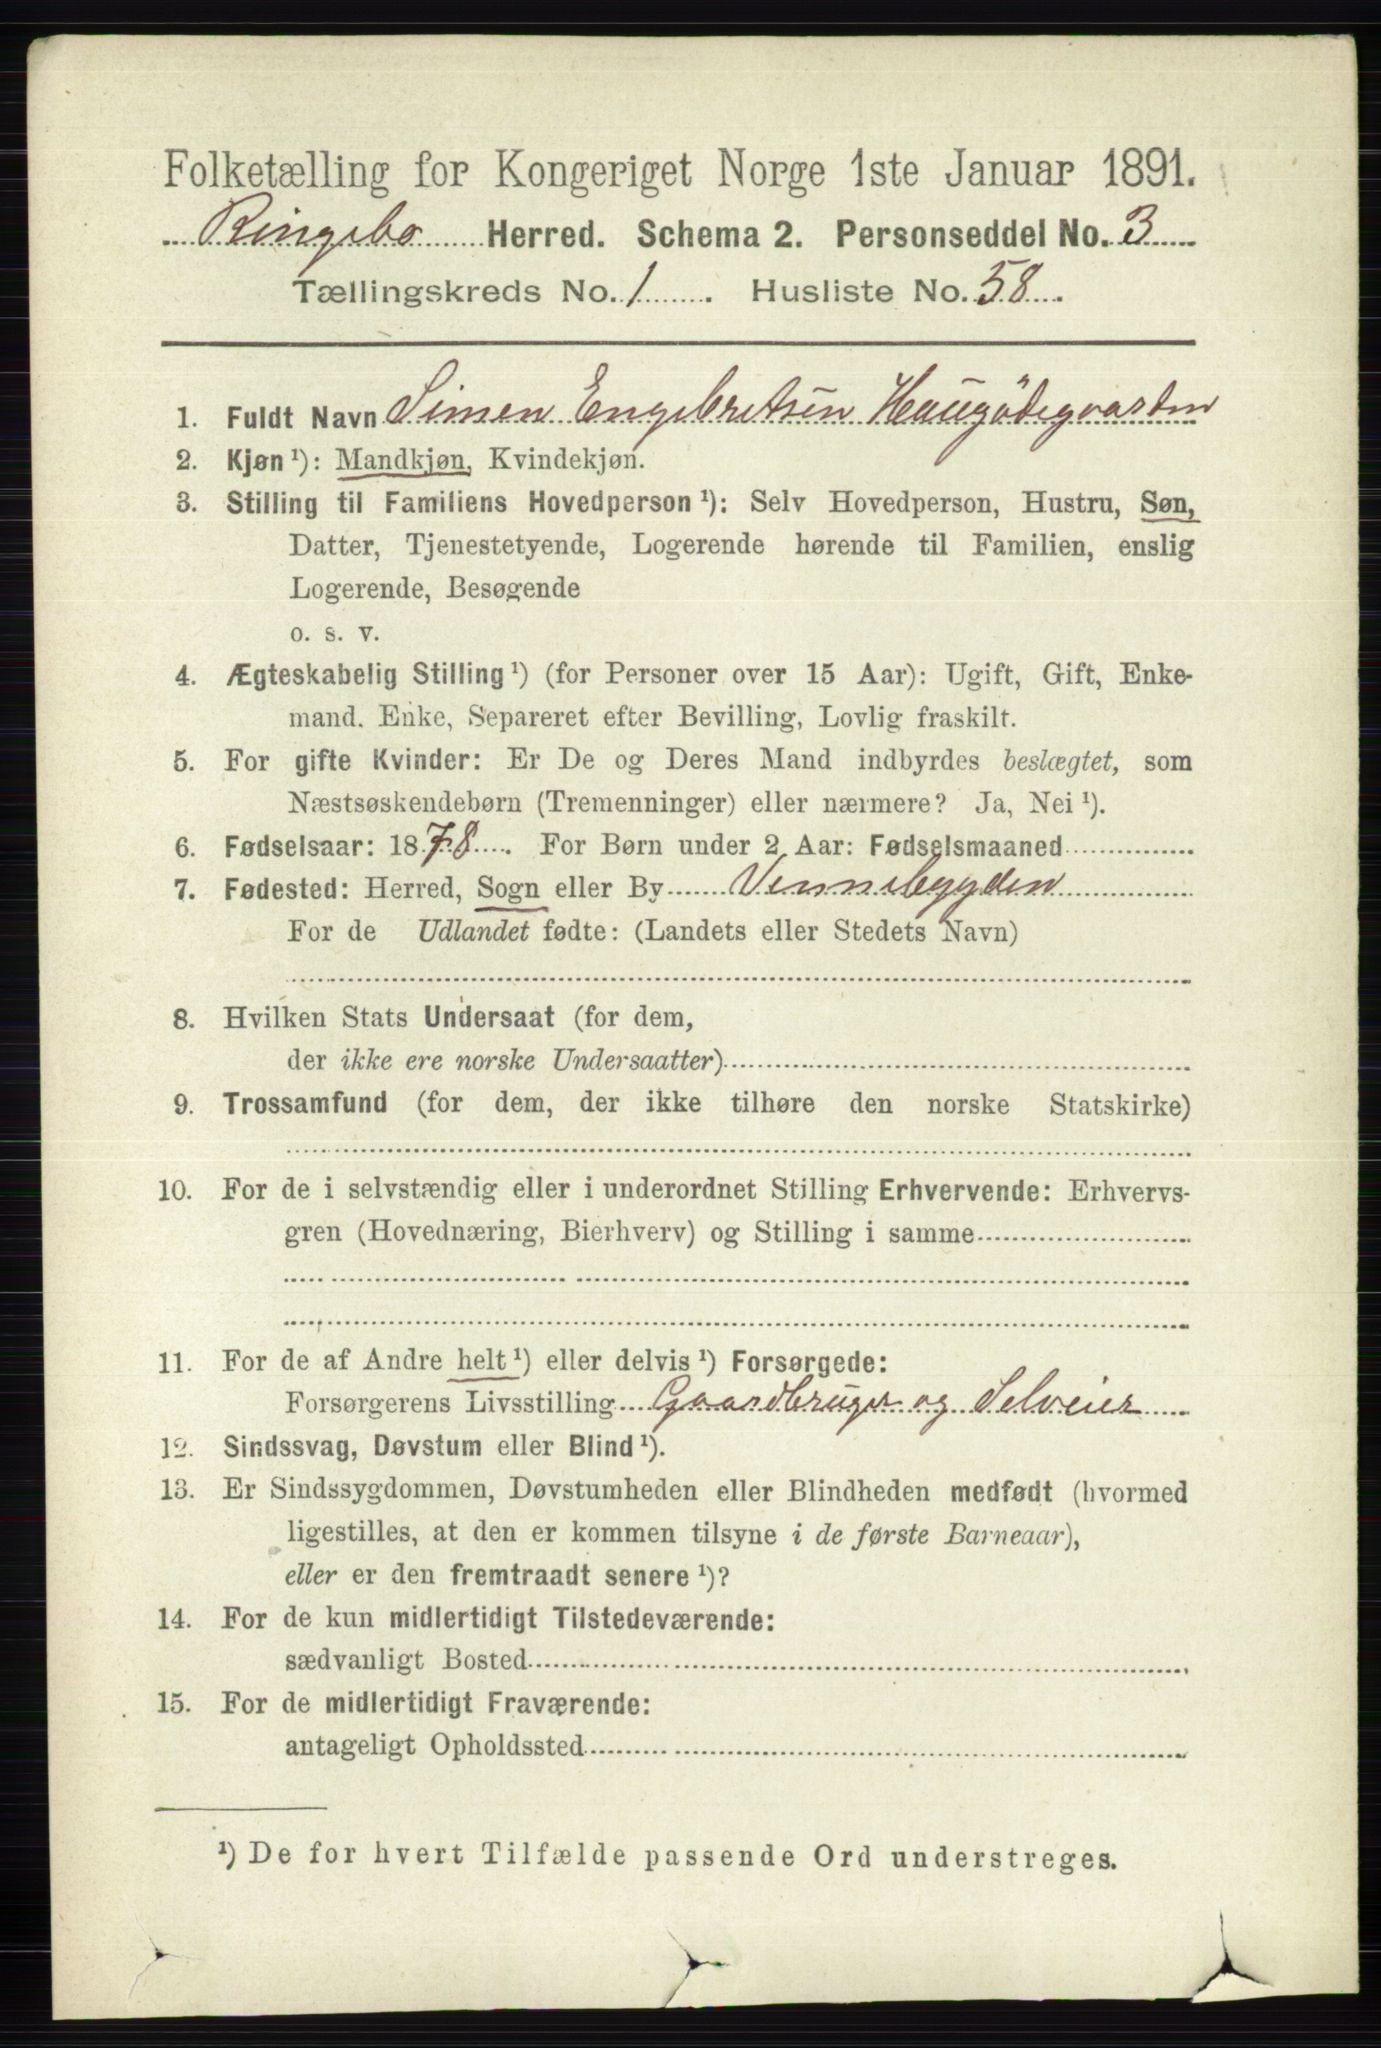 Folketælling for Kongeriget Norge 1ste Januar 1891.
Ringebo Herred. Schema 2. Personseddel No. 3
Tællingskreds No. 1. Husliste No. 58.
1. Fuldt Navn Simen Engebretsen Haugödegaarden
2. Kjøn ¹): Mandkjøn, Kvindekjøn.
3. Stilling til Familiens Hovedperson ¹): Selv Hovedperson, Hustru, Søn,
Datter, Tjenestetyende, Logerende hørende til Familien, enslig
Logerende, Besøgende
o. s. v.
4. Ægteskabelig Stilling ¹) (for Personer over 15 Aar): Ugift, Gift, Enke-
mand. Enke, Separeret efter Bevilling, Lovlig fraskilt.
5. For gifte Kvinder: Er De og Deres Mand indbyrdes beslægtet, som
Næstsøskendebørn (Tremenninger) eller nærmere? Ja, Nei ¹).
6. Fødselsaar: 1878. For Børn under 2 Aar: Fødselsmaaned
7. Fødested: Herred, Sogn eller By Vennebygden
For de Udlandet fødte: (Landets eller Stedets Navn)
8. Hvilken Stats Undersaat (for dem,
der ikke ere norske Undersaatter)
9. Trossamfund (for dem, der ikke tilhøre den norske Statskirke)
10. For de i selvstændig eller i underordnet Stilling Erhvervende: Erhvervs-
gren (Hovednæring, Bierhverv) og Stilling i samme
11. For de af Andre helt ¹) eller delvis ¹) Forsørgede:
Forsørgerens Livsstilling Gaardbruger og Selveier
12. Sindssvag, Døvstum eller Blind ¹).
13. Er Sindssygdommen, Døvstumheden eller Blindheden medfødt (hvormed
ligestilles, at den er kommen tilsyne i de første Barneaar),
eller er den fremtraadt senere ¹)?
14. For de kun midlertidigt Tilstedeværende:
sædvanligt Bosted
15. For de midlertidigt Fraværende:
antageligt Opholdssted
¹) De for hvert Tilfælde passende Ord understreges.